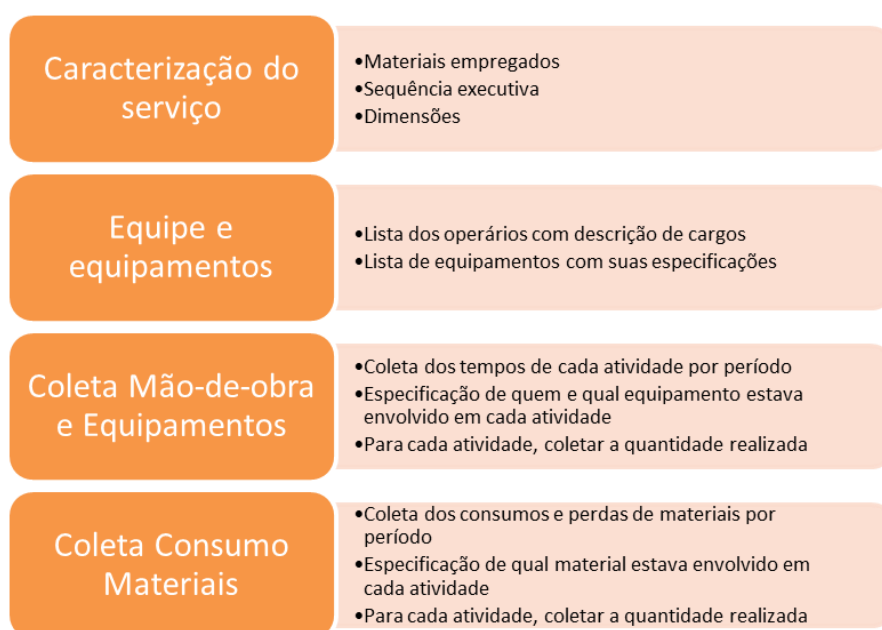 Caracterização do
serviço
•Materiais empregados
•Sequência executiva
•Dimensões
Equipe e
equipamentos
•Lista dos operários com descrição de cargos
•Lista de equipamentos com suas especificações
Coleta Mão-de-obra
e Equipamentos
•Coleta dos tempos de cada atividade por período
•Especificação de quem e qual equipamento estava
envolvido em cada atividade
•Para cada atividade, coletar a quantidade realizada
Coleta Consumo
Materiais
•Coleta dos consumos e perdas de materiais por
período
•Especificação de qual material estava envolvido em
cada atividade
•Para cada atividade, coletar a quantidade realizada